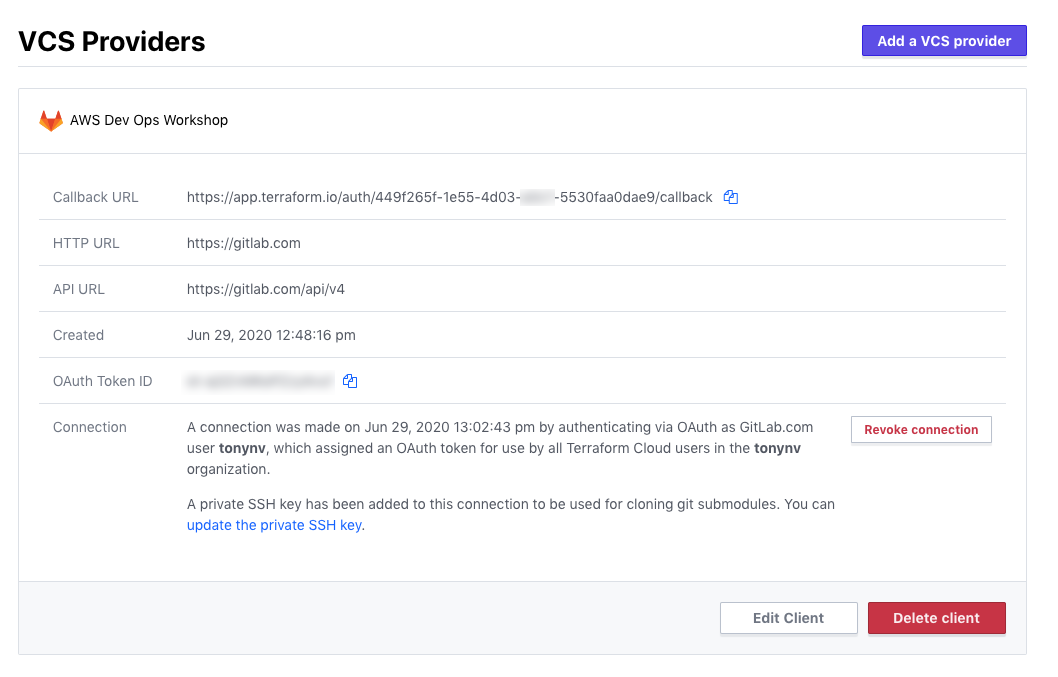 VCS Providers
Add a VCS provider
AWS Dev Ops Workshop
Callback URL
https://app.terraform.io/auth/449f265f-1e55-4d03- -5530faa0dae9/callback
HTTP URL
https://gitlab.com
API URL
https://gitlab.com/api/v4
Created
Jun 29, 2020 12:48:16 pm
OAuth Token ID
Connection
A connection was made on Jun 29, 2020 13:02:43 pm by authenticating via OAuth as GitLab.com
user tonynv, which assigned an OAuth token for use by all Terraform Cloud users in the tonynv
organization.
Revoke connection
A private SSH key has been added to this connection to be used for cloning git submodules. You can
update the private SSH key.
Edit Client
Delete client